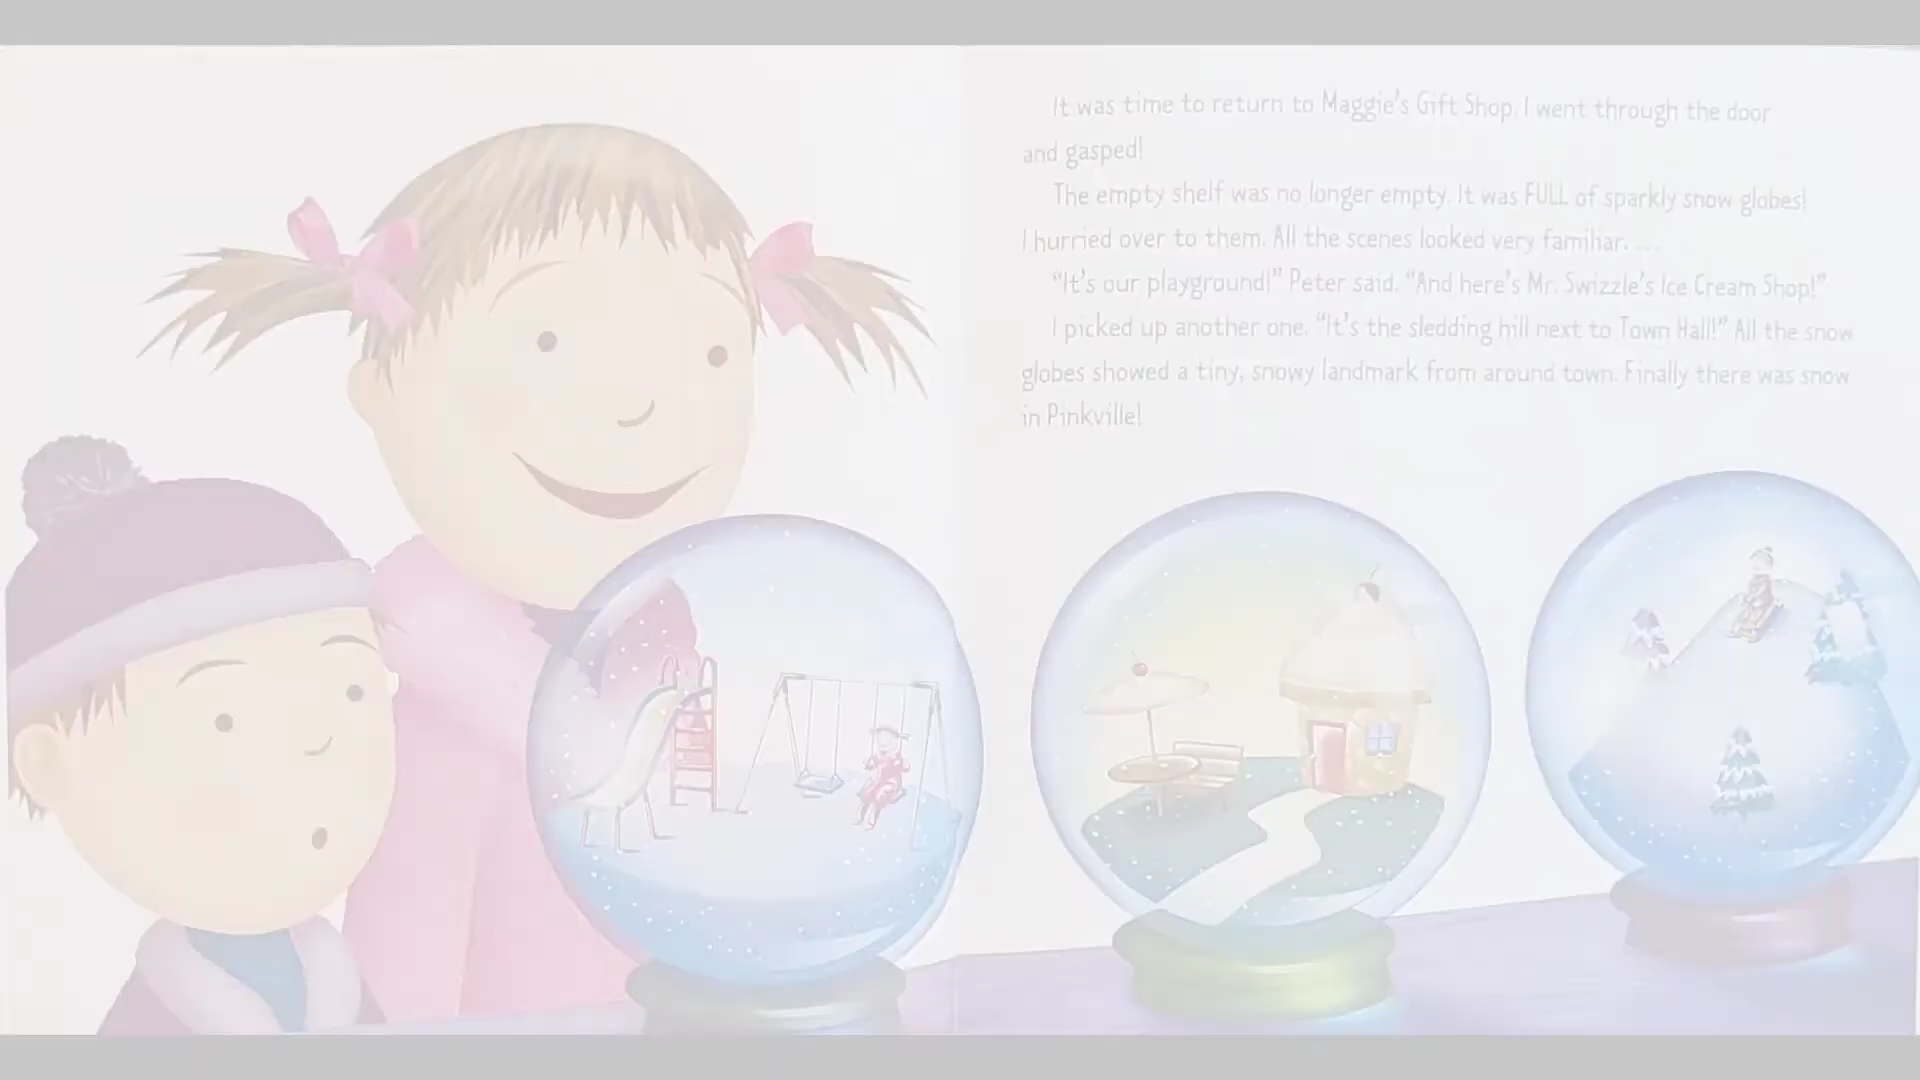 It was time to return to Maggie's Gift Shop. I went through the door
and gasped!
The empty shelf was no longer empty. It was FULL of sparkly snow globes!
I hurried over to them. All the scenes looked very familiar. . . .
"It's our playground!" Peter said. "And here's Mr. Swizzle's Ice Cream Shop!"
I picked up another one. "It's the sledding hill next to Town Hall!" All the snow
globes showed a tiny, snowy landmark from around town. Finally there was snow
in Pinkville!